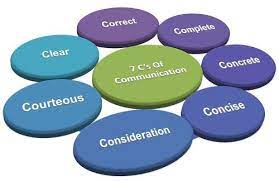 7 C's Of
Communication
Correct
Complete
Concrete
Concise
Consideration
Courteous
Clear